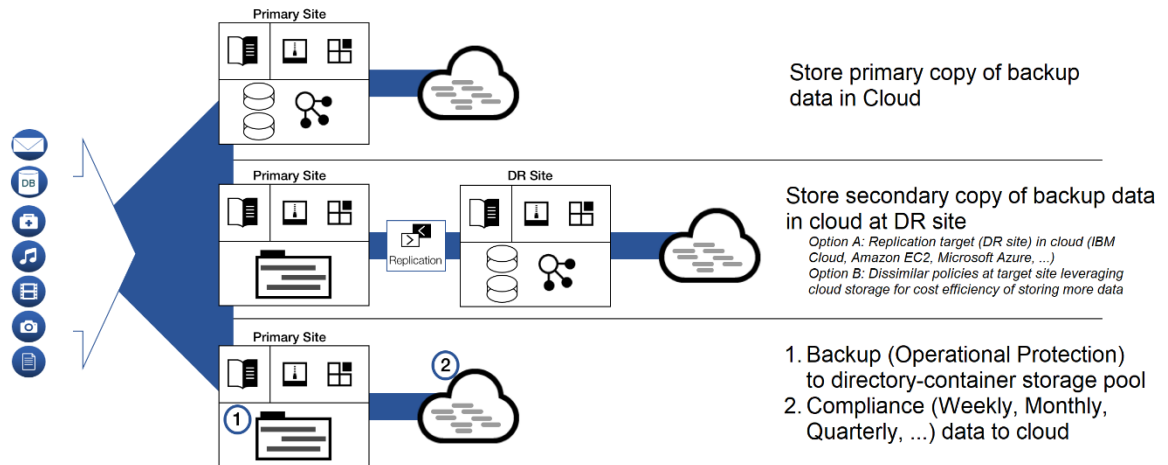 Primary Site
Store primary copy of backup
data in Cloud
DB
Primary Site
DR Site
Replication
Store secondary copy of backup data
in cloud at DR site
Option A: Replication target (DR site) in cloud (IBM
Cloud, Amazon EC2, Microsoft Azure, ...)
Option B: Dissimilar policies at target site leveraging
cloud storage for cost efficiency of storing more data
Primary Site
1
2
1. Backup (Operational Protection)
to directory-container storage pool
2. Compliance (Weekly, Monthly,
Quarterly, ...) data to cloud